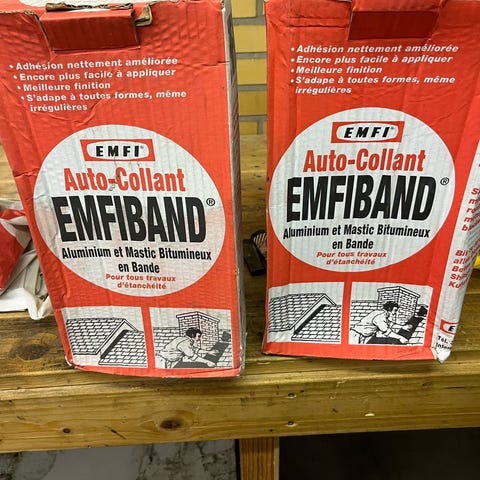 • Adhésion nettement améliorée
• Encore plus facile à appliquer
• Meilleure finition
• S'adapte à toutes formes, même
irrégulières
EMFI®
Auto-Collant
EMFIBAND®
Aluminium et Mastic Bitumineux
en Bande
Pour tous travaux
d'étanchéité
• Adhésion nettement améliorée
• Encore plus facile à appliquer
• Meilleure finition
• S'adapte à toutes formes, même
irrégulières
EMFI®
Auto-Collant
EMFIBAND®
Aluminium et Mastic Bitumineux
en Bande
Pour tous travaux
d'étanchéité
EMFI